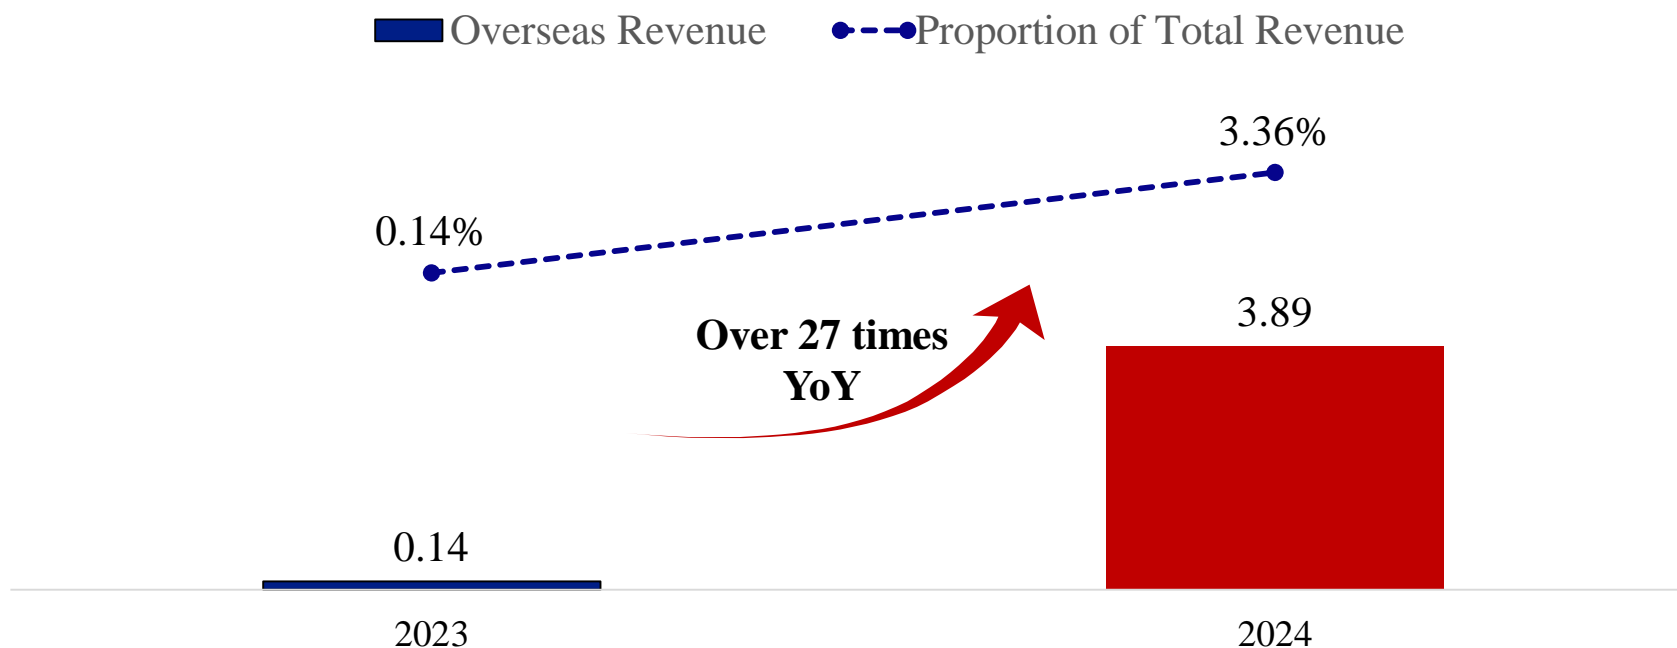 Overseas Revenue Proportion of Total Revenue
3.36%
0.14%
3.89
Over 27 times
YoY
0.14
2023 2024